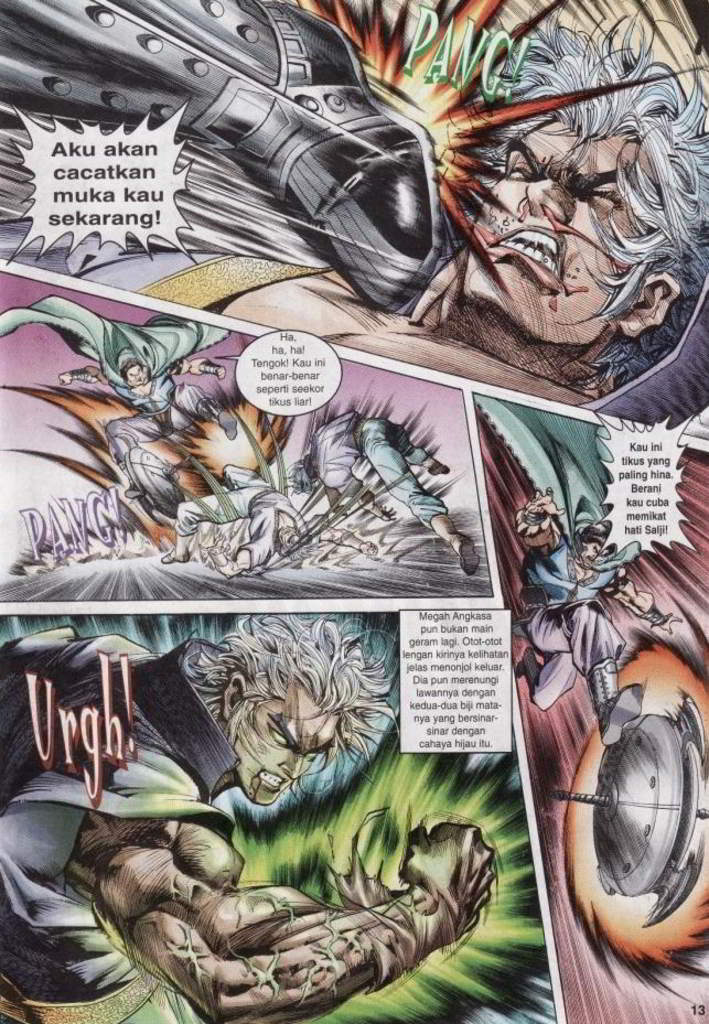 PANG!
Aku akan
cacatkan
muka kau
sekarang!
Ha,
ha, ha!
Tengok! Kau ini
benar-benar
seperti seekor
tikus liar!
PANG!
Kau ini
tikus yang
paling hina.
Berani
kau cuba
memikat
hati Salji!
Urgh!
Megah Angkasa
pun bukan main
geram lagi. Otot-otot
lengan kirinya kelihatan
jelas menonjol keluar.
Dia pun merenungi
lawannya dengan
kedua-dua biji mata-
nya yang bersinar-
sinar dengan
cahaya hijau itu.
13